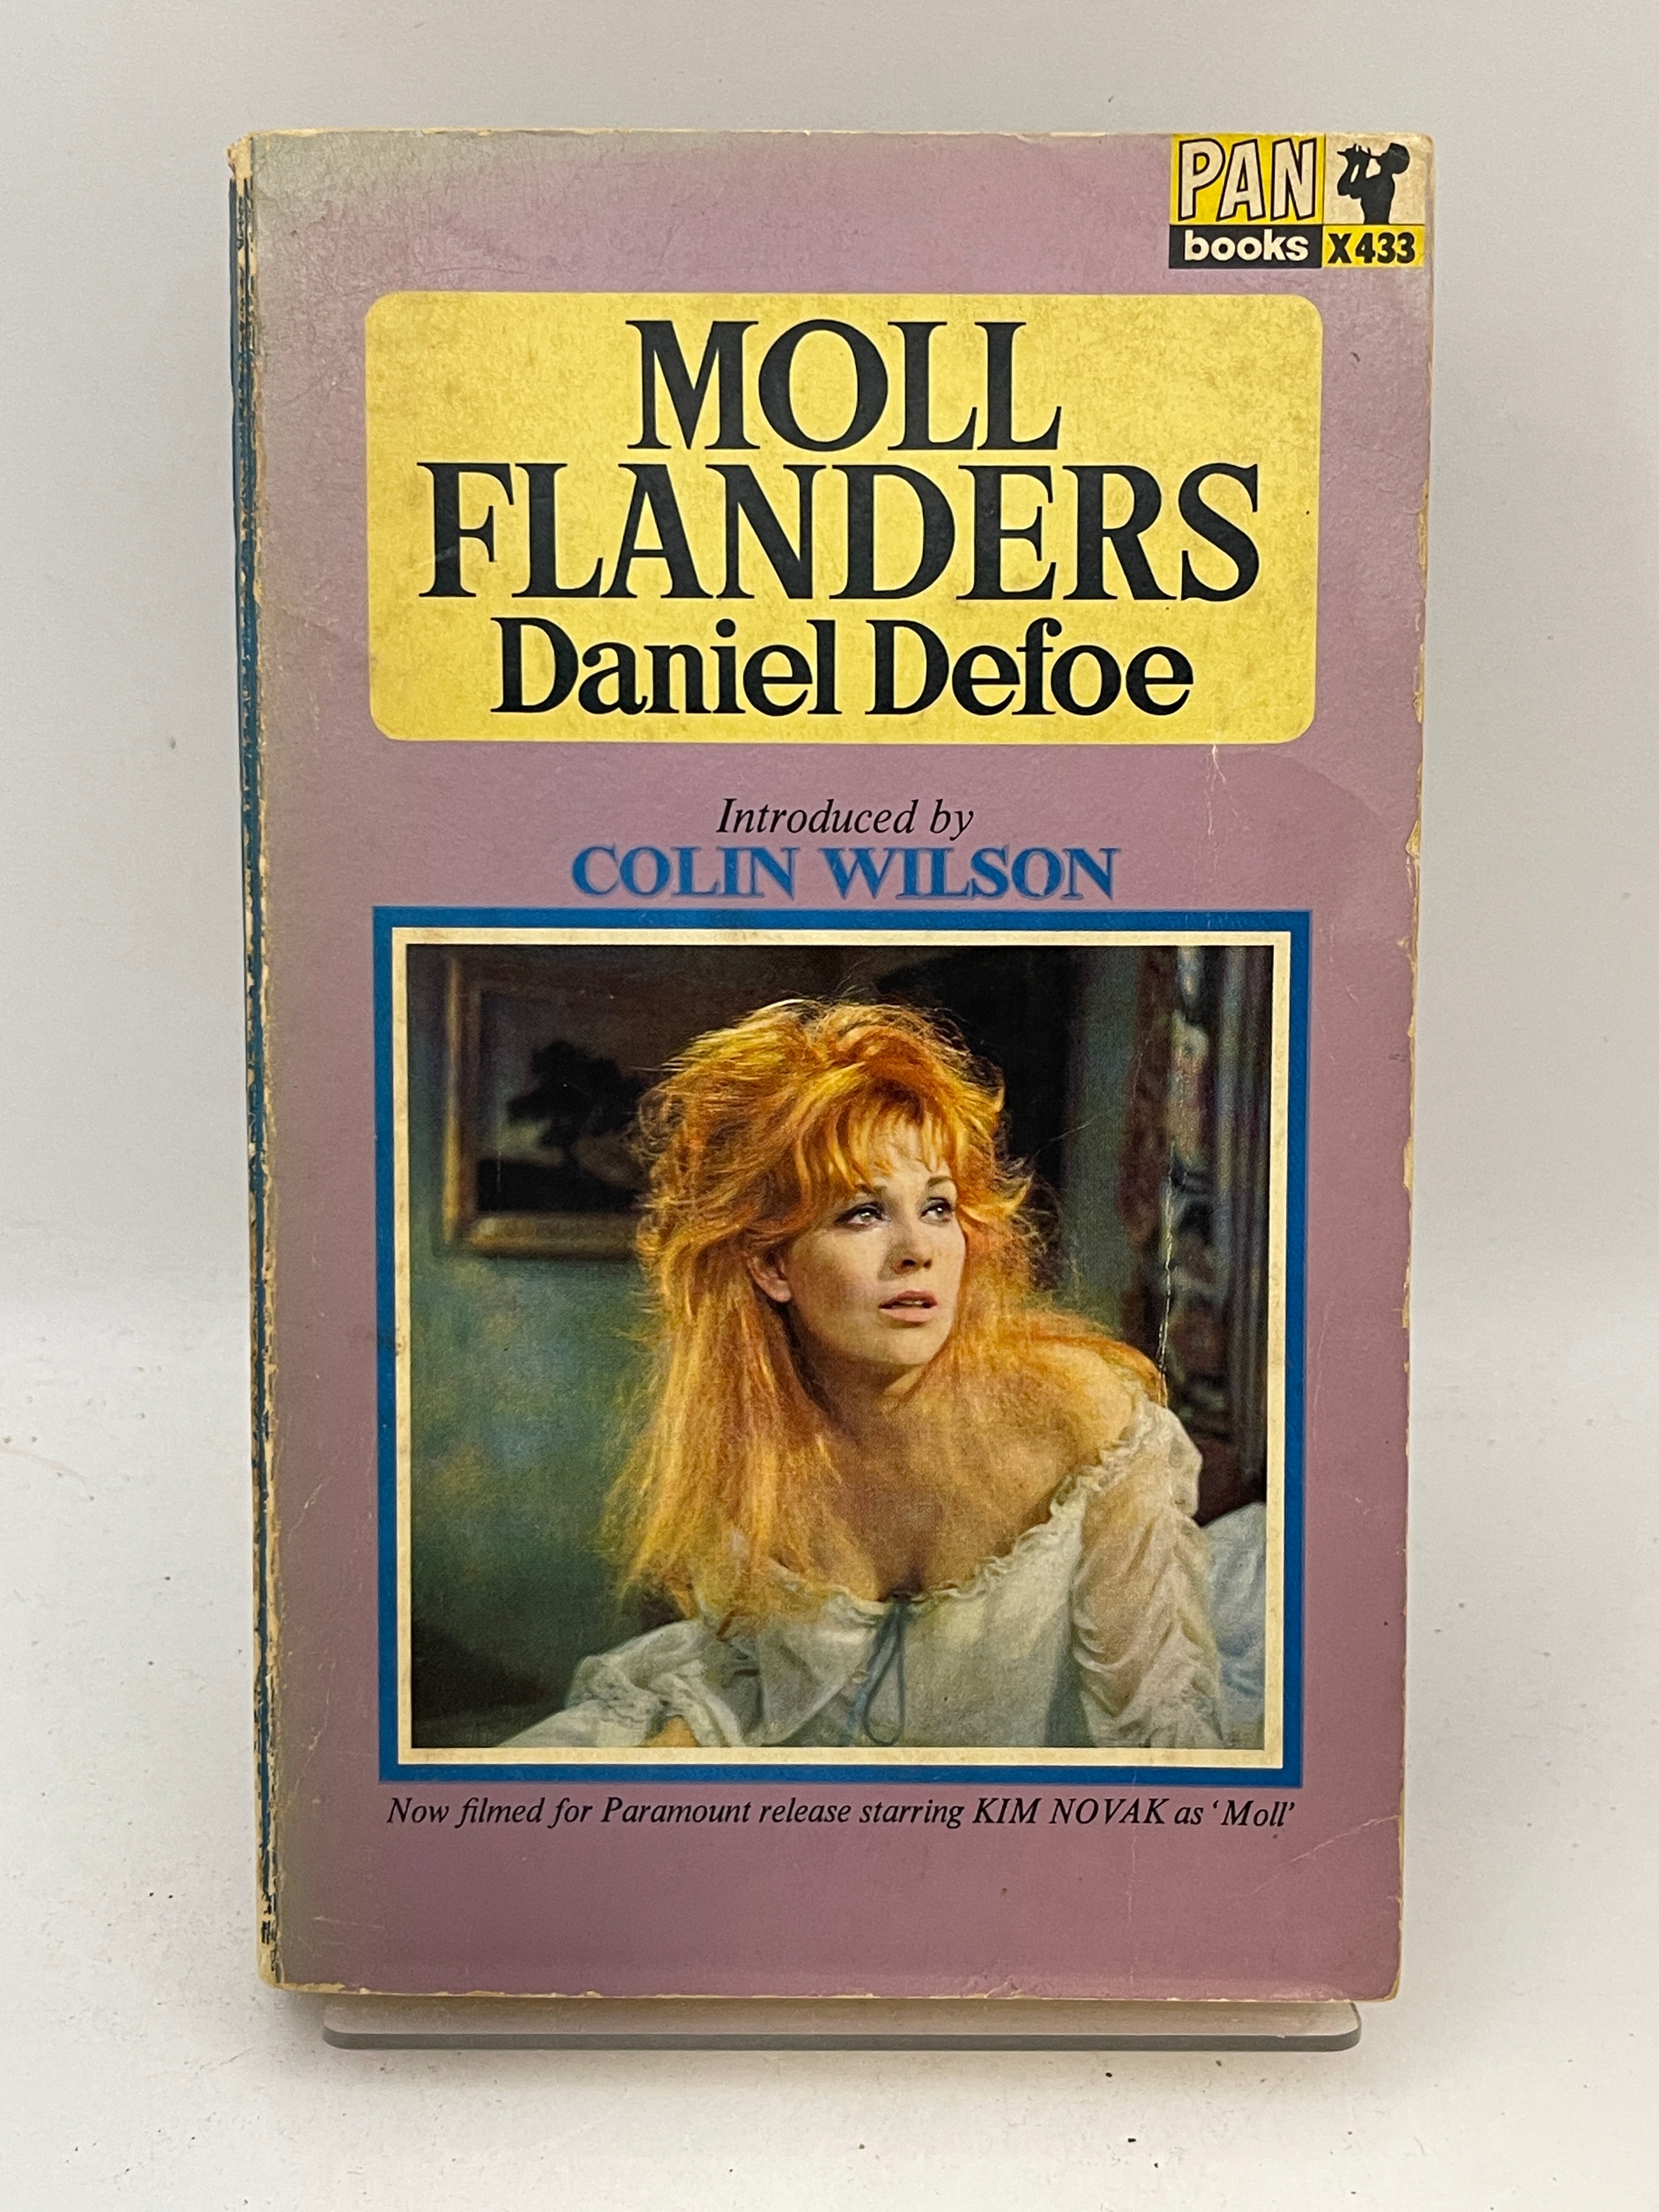 PAN
books X433
MOLL
FLANDERS
Daniel Defoe
Introduced by
COLIN WILSON
Now filmed for Paramount release starring KIM NOVAK as ‘Moll’